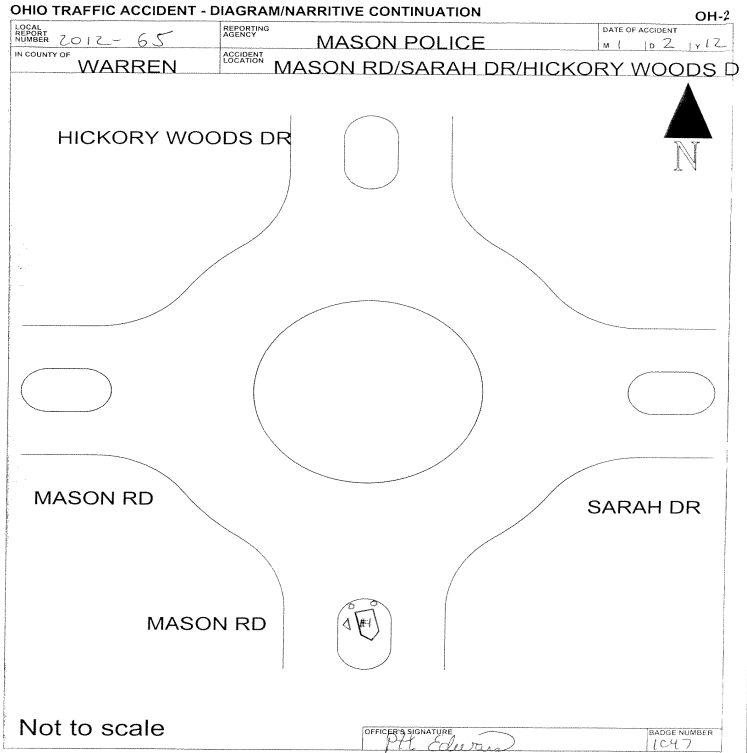 OHIO TRAFFIC ACCIDENT - DIAGRAM/NARRITIVE CONTINUATION
OH-2
LOCAL REPORT NUMBER 2012-65
REPORTING AGENCY MASON POLICE
DATE OF ACCIDENT
M 1 D 2 Y 12
IN COUNTY OF WARREN
ACCIDENT LOCATION MASON RD/SARAH DR/HICKORY WOODS D
N
HICKORY WOODS DR
MASON RD
SARAH DR
MASON RD
#1
Not to scale
OFFICER'S SIGNATURE
BADGE NUMBER
1C47